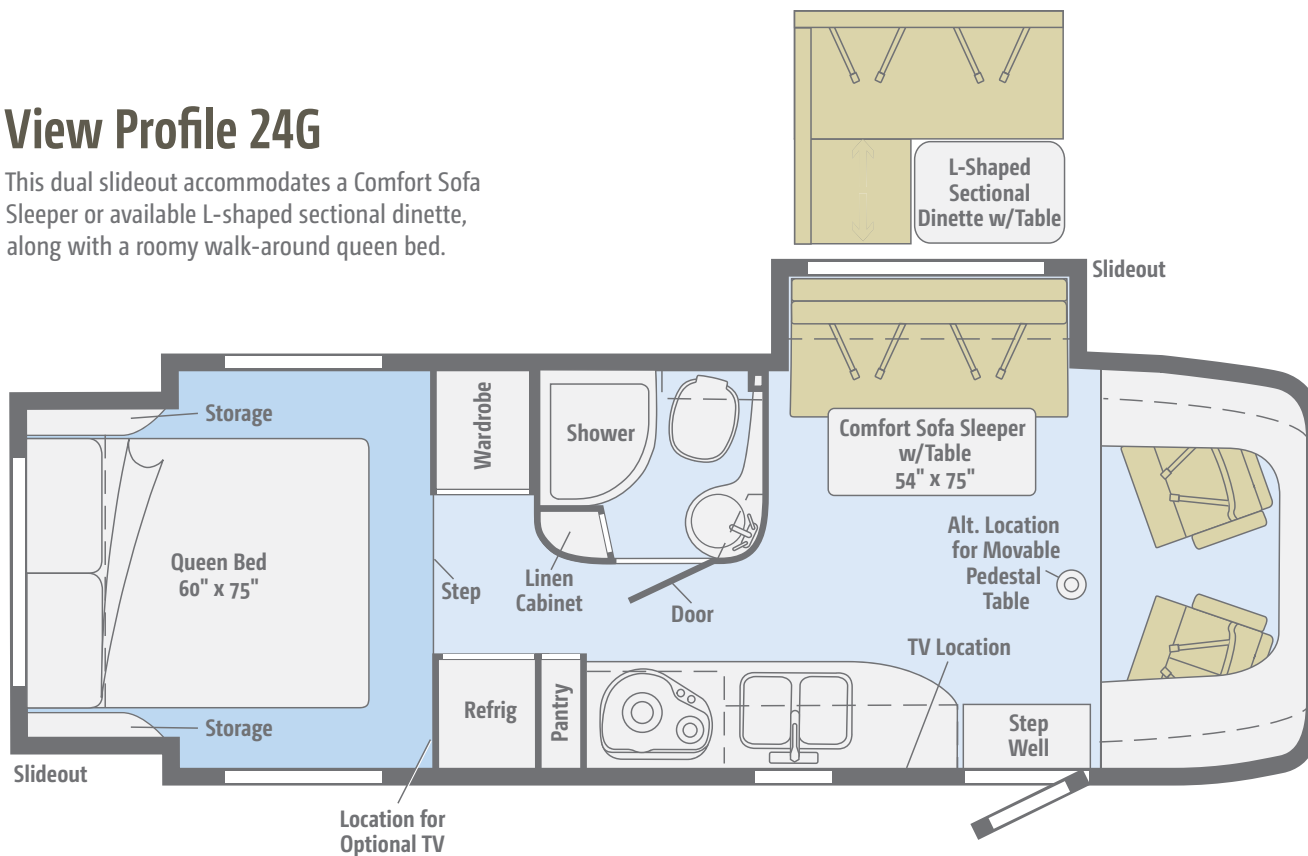 View Profile 24G
This dual slideout accommodates a Comfort Sofa
Sleeper or available L-shaped sectional dinette,
along with a roomy walk-around queen bed.
L-Shaped
Sectional
Dinette w/Table
Slideout
Storage
Wardrobe
Shower
Comfort Sofa Sleeper
w/Table
54" x 75"
Queen Bed
60" x 75"
Step
Linen
Cabinet
Door
Alt. Location
for Movable
Pedestal
Table
TV Location
Refrig
Pantry
Step
Well
Storage
Slideout
Location for
Optional TV